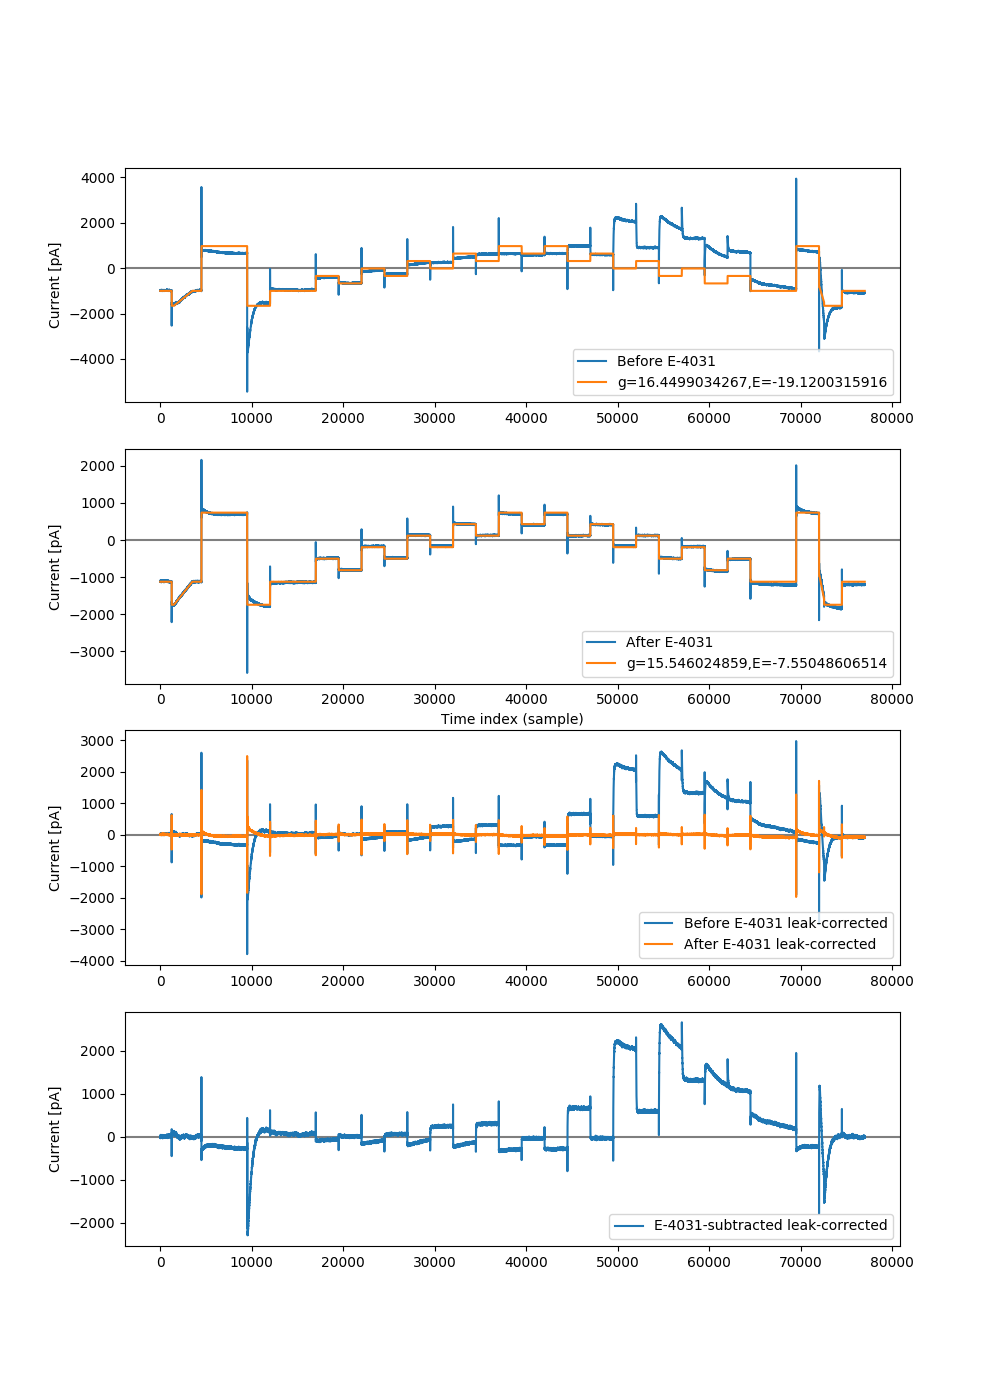 4000
2000
0
−2000
−4000
Current [pA]
Before E-4031
g=16.4499034267,E=-19.1200315916
0 10000 20000 30000 40000 50000 60000 70000 80000
2000
1000
0
−1000
−2000
−3000
Current [pA]
After E-4031
g=15.546024859,E=-7.55048606514
0 10000 20000 30000 40000 50000 60000 70000 80000
Time index (sample)
3000
2000
1000
0
−1000
−2000
−3000
−4000
Current [pA]
Before E-4031 leak-corrected
After E-4031 leak-corrected
0 10000 20000 30000 40000 50000 60000 70000 80000
2000
1000
0
−1000
−2000
Current [pA]
E-4031-subtracted leak-corrected
0 10000 20000 30000 40000 50000 60000 70000 80000